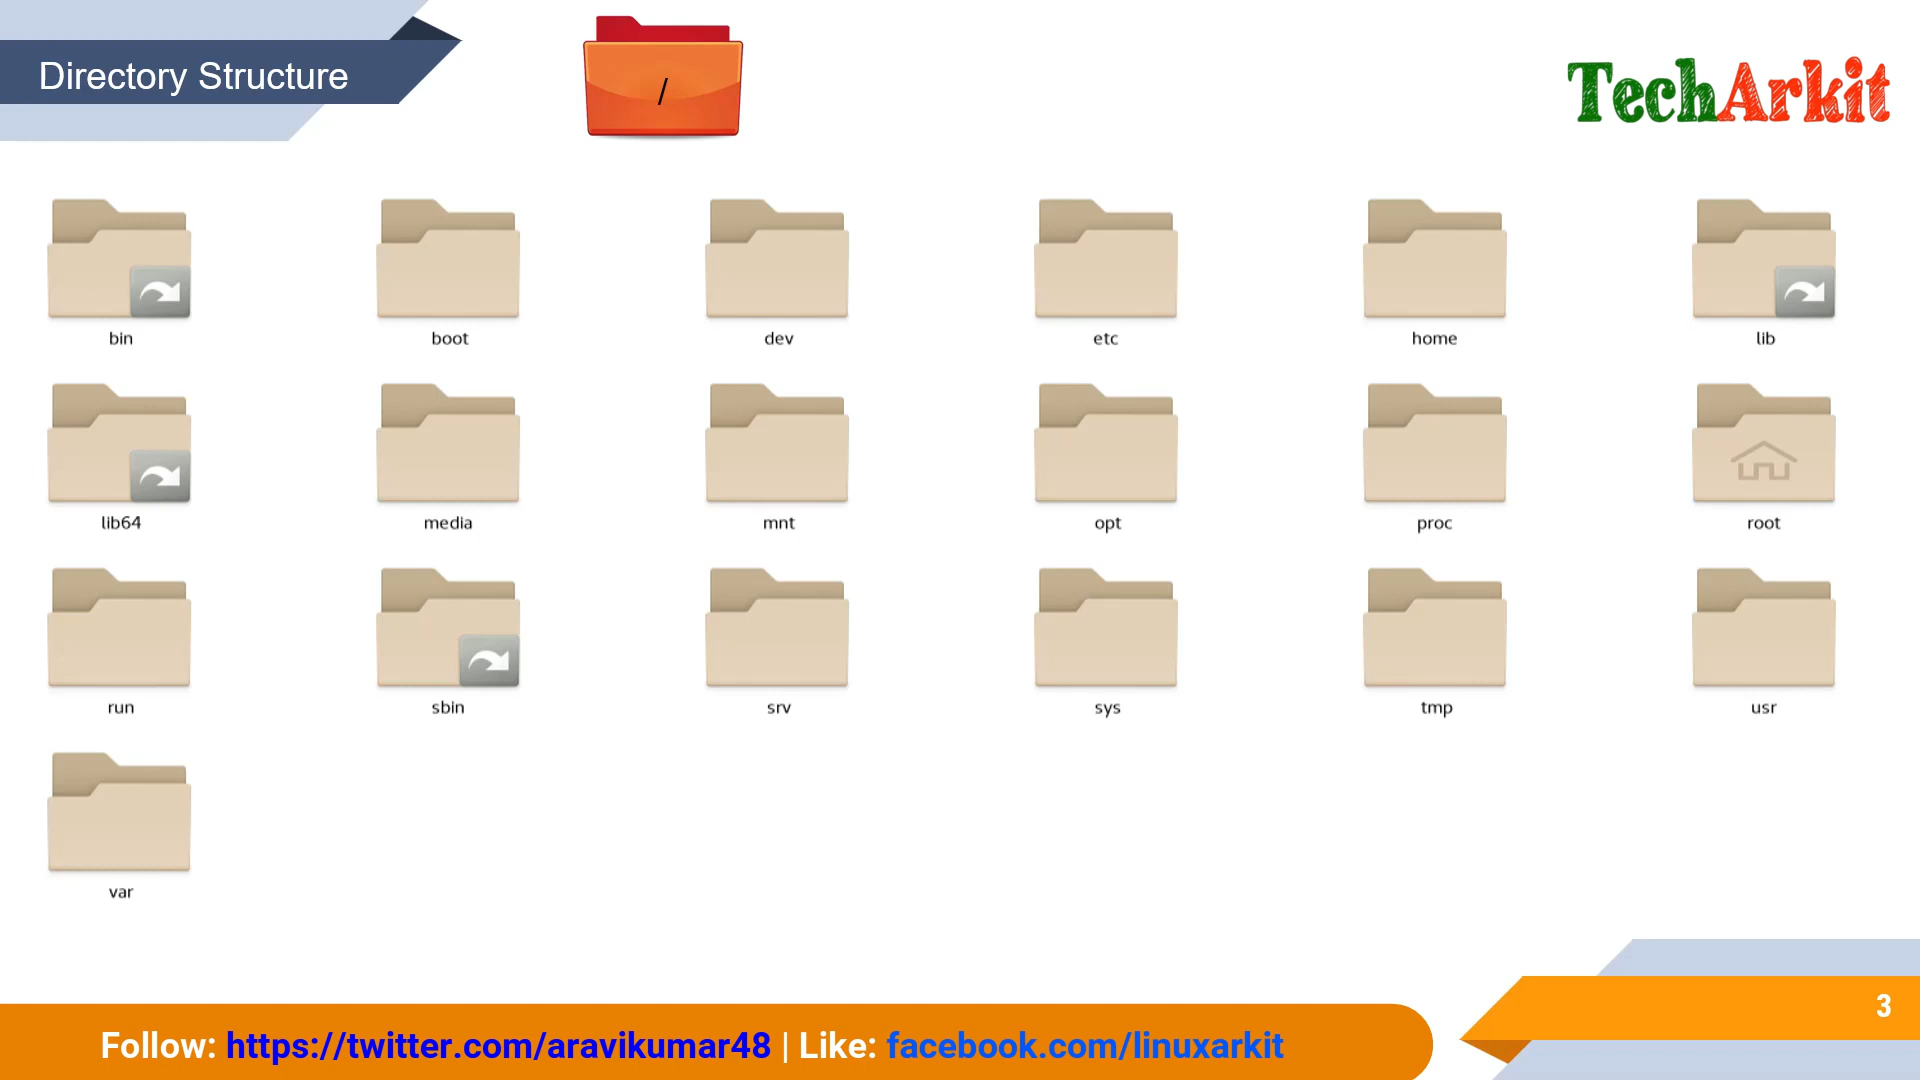 Directory Structure
/
TechArkit
bin
boot
dev
etc
home
lib
lib64
media
mnt
opt
proc
root
run
sbin
srv
sys
tmp
usr
var
3
Follow: https://twitter.com/aravikumar48 | Like: facebook.com/linuxarkit